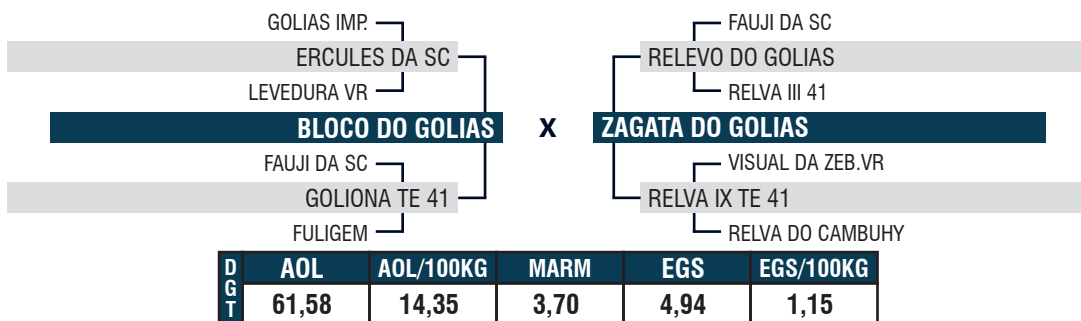 GOLIAS IMP. FAUJI DA SC
ERCULES DA SC RELEVO DO GOLIAS
LEVEDURA VR RELVA III 41
BLOCO DO GOLIAS X ZAGATA DO GOLIAS
FAUJI DA SC VISUAL DA ZEB.VR
GOLIONA TE 41 RELVA IX TE 41
FULIGEM RELVA DO CAMBUHY
DGT AOL AOL/100KG MARM EGS EGS/100KG
61,58 14,35 3,70 4,94 1,15